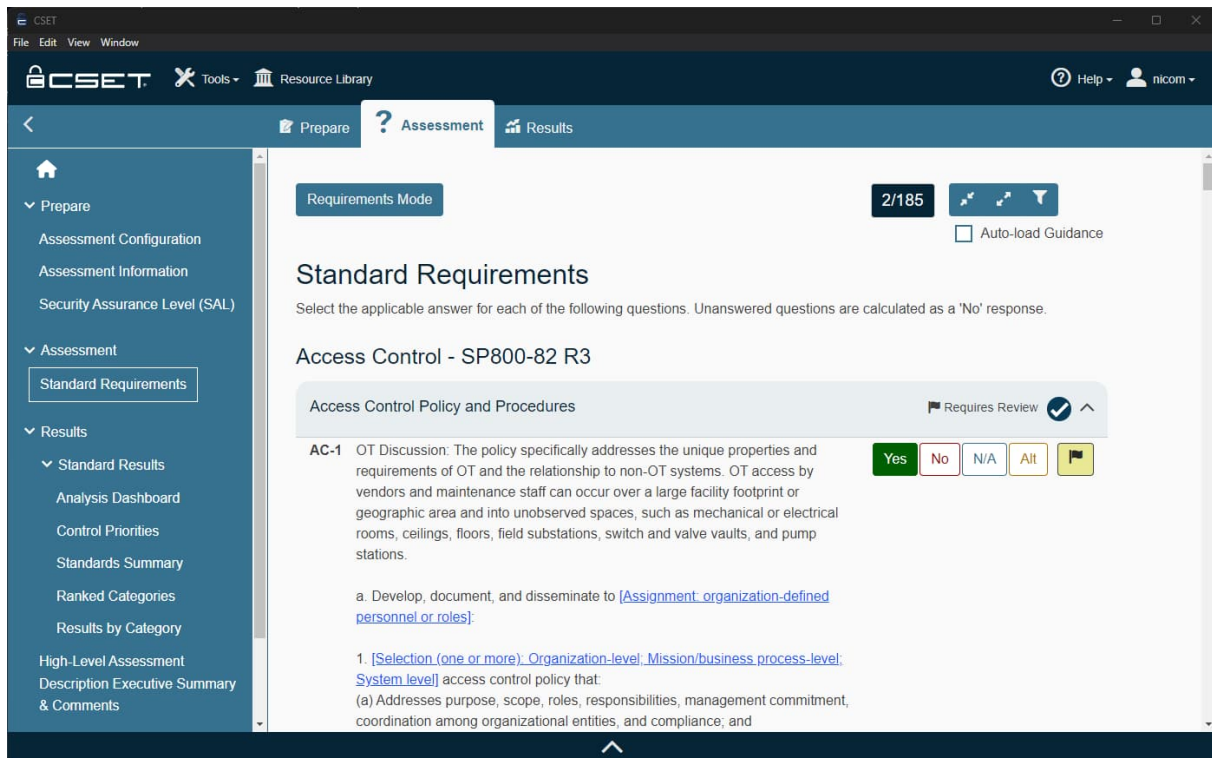 CSET
File Edit View Window
CSET Tools Resource Library Help nicom
Prepare ? Assessment Results
Prepare
Assessment Configuration
Assessment Information
Security Assurance Level (SAL)
Assessment
Standard Requirements
Results
Standard Results
Analysis Dashboard
Control Priorities
Standards Summary
Ranked Categories
Results by Category
High-Level Assessment
Description Executive Summary
& Comments
Requirements Mode 2/185
Auto-load Guidance
Standard Requirements
Select the applicable answer for each of the following questions. Unanswered questions are calculated as a 'No' response.
Access Control - SP800-82 R3
Access Control Policy and Procedures Requires Review
AC-1 OT Discussion: The policy specifically addresses the unique properties and
Yes No N/A Alt
requirements of OT and the relationship to non-OT systems. OT access by
vendors and maintenance staff can occur over a large facility footprint or
geographic area and into unobserved spaces, such as mechanical or electrical
rooms, ceilings, floors, field substations, switch and valve vaults, and pump
stations.
a. Develop, document, and disseminate to [Assignment: organization-defined
personnel or roles]:
1. [Selection (one or more): Organization-level; Mission/business process-level;
System level] access control policy that:
(a) Addresses purpose, scope, roles, responsibilities, management commitment,
coordination among organizational entities, and compliance; and